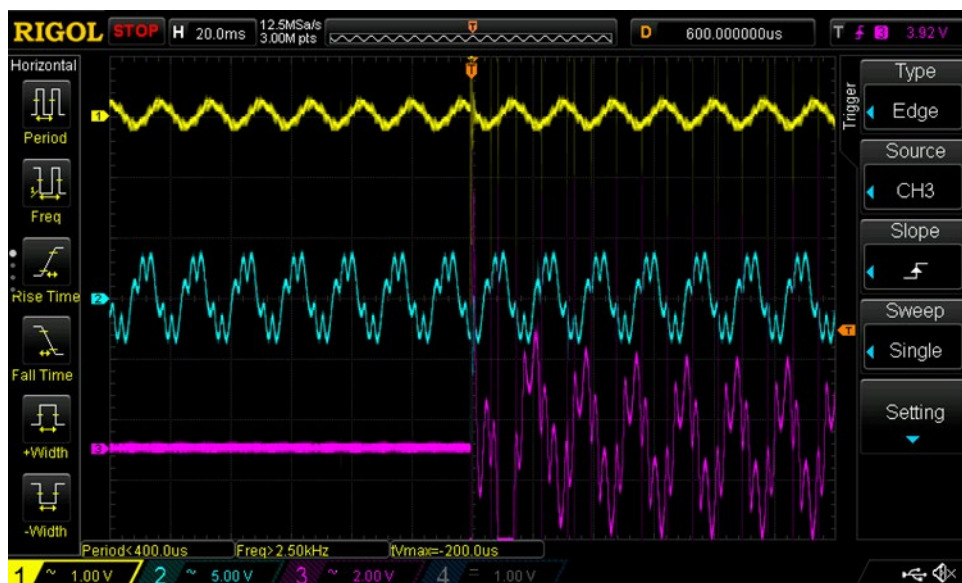 RIGOL STOP H 20.0ms 12.5MSa/s 3.00M pts T D 600.000000us T 3 3.92 V
Horizontal
Period
Freq
Rise Time
Fall Time
+Width
-Width
T
1
2
3
T
Trigger
Type
Edge
Source
CH3
Slope
Sweep
Single
Setting
Period<400.0us Freq>2.50kHz tVmax=-200.0us
1 ~ 1.00 V 2 ~ 5.00 V 3 ~ 2.00 V 4 = 1.00 V